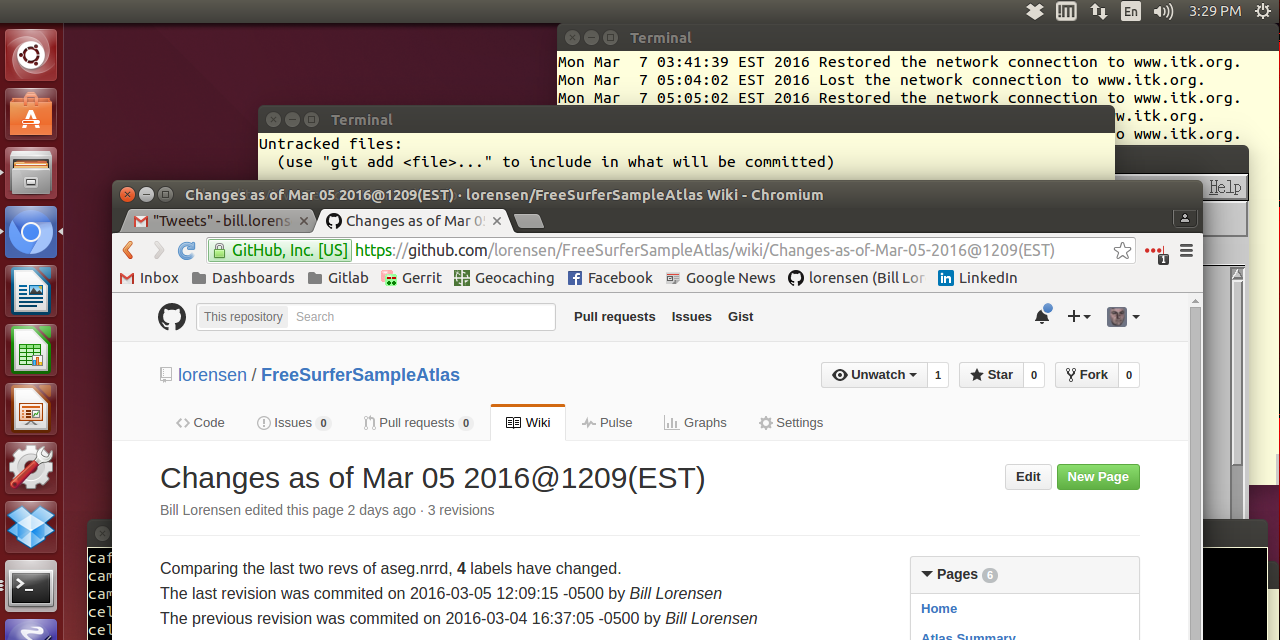 En
3:29 PM
Terminal
Mon Mar  7 03:41:39 EST 2016 Restored the network connection to www.itk.org.
Mon Mar  7 05:04:02 EST 2016 Lost the network connection to www.itk.org.
Mon Mar  7 05:05:02 EST 2016 Restored the network connection to www.itk.org.
w.itk.org.
o www.itk.org.
Terminal
Untracked files:
(use "git add <file>..." to include in what will be committed)
Help
Changes as of Mar 05 2016@1209(EST) · lorensen/FreeSurferSampleAtlas Wiki - Chromium
"Tweets" - bill.lorens
Changes as of Mar 05
GitHub, Inc. [US] https://github.com/lorensen/FreeSurferSampleAtlas/wiki/Changes-as-of-Mar-05-2016@1209(EST)
1
Inbox Dashboards Gitlab Gerrit Geocaching Facebook Google News lorensen (Bill Lor LinkedIn
This repository Search Pull requests Issues Gist
lorensen / FreeSurferSampleAtlas
Unwatch 1 Star 0 Fork 0
Code Issues 0 Pull requests 0 Wiki Pulse Graphs Settings
Changes as of Mar 05 2016@1209(EST)
Edit New Page
Bill Lorensen edited this page 2 days ago · 3 revisions
Comparing the last two revs of aseg.nrrd, 4 labels have changed.
The last revision was commited on 2016-03-05 12:09:15 -0500 by Bill Lorensen
The previous revision was commited on 2016-03-04 16:37:05 -0500 by Bill Lorensen
Pages 6
Home
Atlas Summary
caf
cam
cam
cel
cel